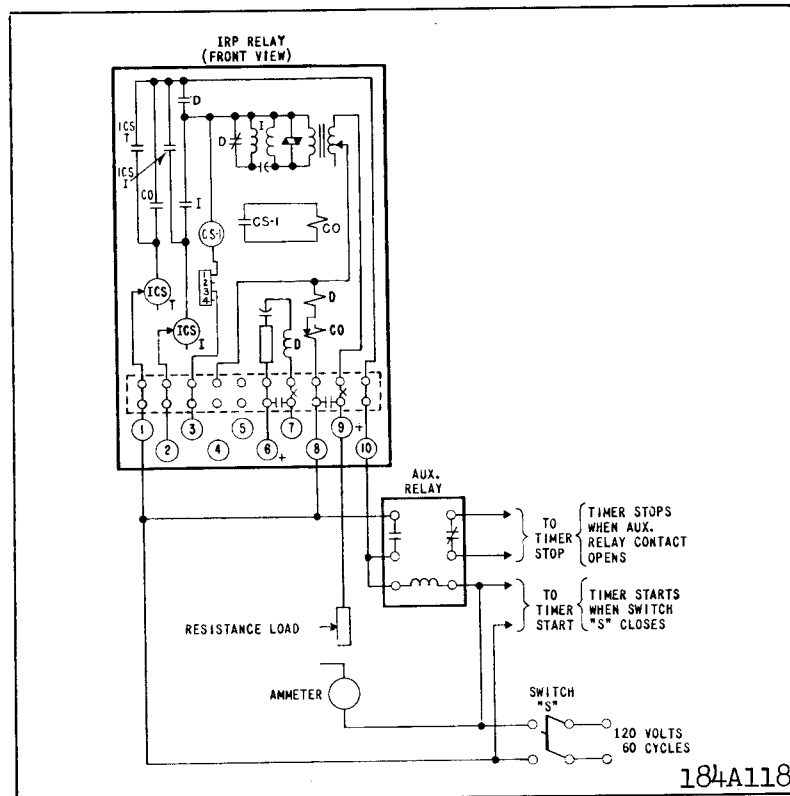 IRP RELAY
(FRONT VIEW)
D
ICS
T
ICS
I
CO
I
D
I
CS-1
CS-1
CO
1
2
3
4
D
CO
ICS
T
ICS
I
D
1
2
3
4
5
6
+
7
8
9
+
10
AUX.
RELAY
TO
TIMER
STOP
TIMER STOPS
WHEN AUX.
RELAY CONTACT
OPENS
TO
TIMER
START
TIMER STARTS
WHEN SWITCH
"S" CLOSES
RESISTANCE LOAD
AMMETER
SWITCH
"S"
120 VOLTS
60 CYCLES
184A118